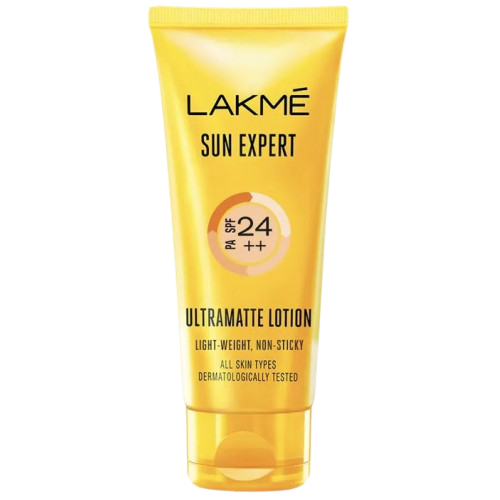 LAKMÉ
SUN EXPERT
PA SPF 24 ++
ULTRAMATTE LOTION
LIGHT-WEIGHT, NON-STICKY
ALL SKIN TYPES
DERMATOLOGICALLY TESTED